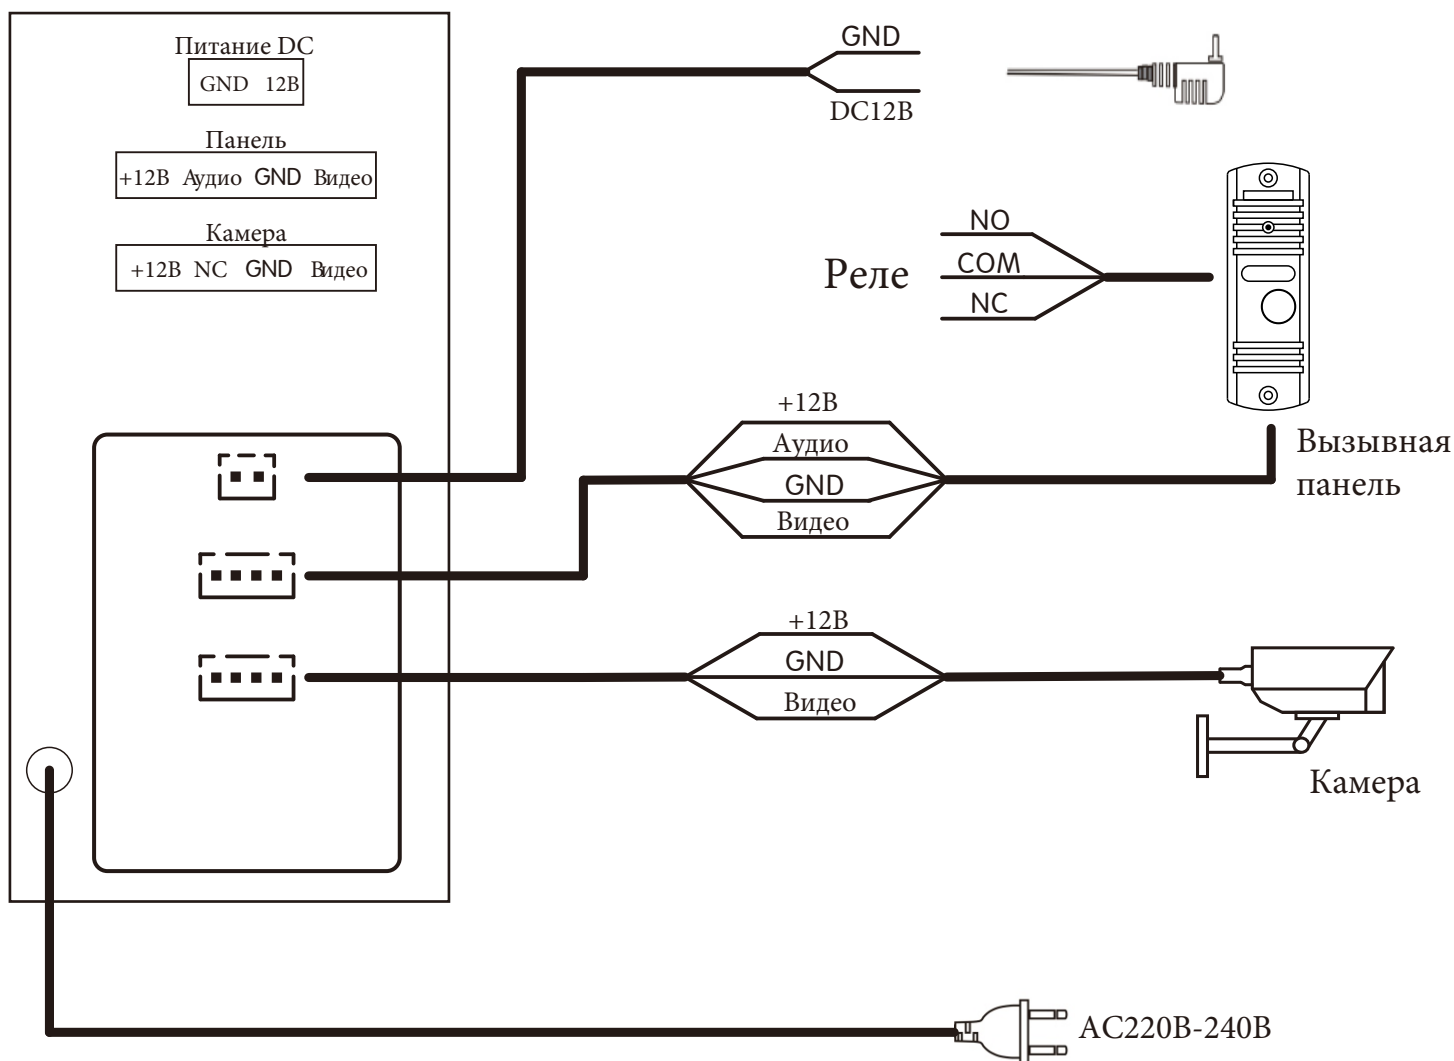 Питание DC
GND 12В
Панель
+12В Аудио GND Видео
Камера
+12В NC GND Видео
GND
DC12В
Реле
NO
COM
NC
+12В
Аудио
GND
Видео
Вызывная
панель
+12В
GND
Видео
Камера
AC220В-240В